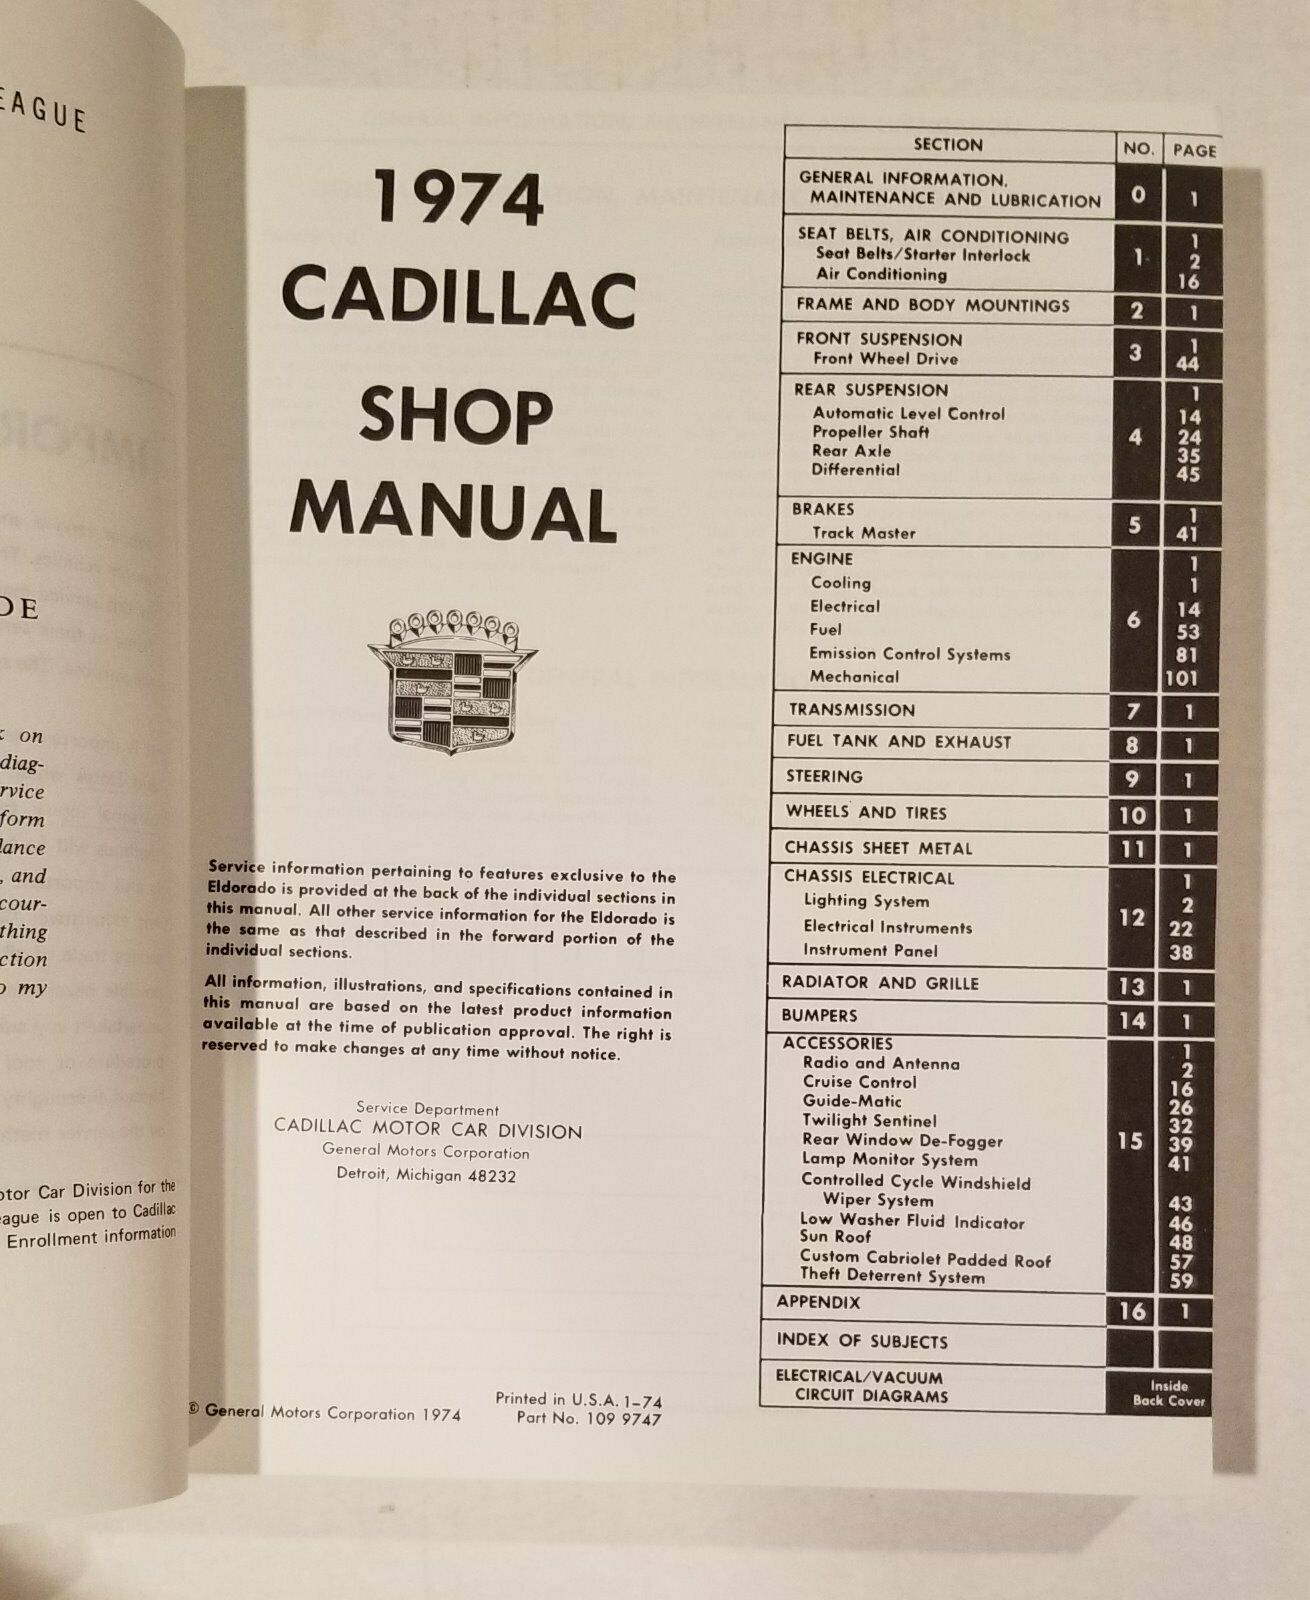 EAGUE
DE
on
diag-
rvice
form
lance
, and
cour-
thing
ction
o my
otor Car Division for the
eague is open to Cadillac
Enrollment information
1974
CADILLAC
SHOP
MANUAL
Service information pertaining to features exclusive to the
Eldorado is provided at the back of the individual sections in
this manual. All other service information for the Eldorado is
the same as that described in the forward portion of the
individual sections.
All information, illustrations, and specifications contained in
this manual are based on the latest product information
available at the time of publication approval. The right is
reserved to make changes at any time without notice.
Service Department
CADILLAC MOTOR CAR DIVISION
General Motors Corporation
Detroit, Michigan 48232
© General Motors Corporation 1974
Printed in U.S.A. 1-74
Part No. 109 9747
SECTION NO. PAGE
GENERAL INFORMATION,
MAINTENANCE AND LUBRICATION 0 1
SEAT BELTS, AIR CONDITIONING 1 1
Seat Belts/Starter Interlock 2
Air Conditioning 16
FRAME AND BODY MOUNTINGS 2 1
FRONT SUSPENSION 3 1
Front Wheel Drive 44
REAR SUSPENSION 4 1
Automatic Level Control 14
Propeller Shaft 24
Rear Axle 35
Differential 45
BRAKES 5 1
Track Master 41
ENGINE 6 1
Cooling 1
Electrical 14
Fuel 53
Emission Control Systems 81
Mechanical 101
TRANSMISSION 7 1
FUEL TANK AND EXHAUST 8 1
STEERING 9 1
WHEELS AND TIRES 10 1
CHASSIS SHEET METAL 11 1
CHASSIS ELECTRICAL 12 1
Lighting System 2
Electrical Instruments 22
Instrument Panel 38
RADIATOR AND GRILLE 13 1
BUMPERS 14 1
ACCESSORIES 15 1
Radio and Antenna 2
Cruise Control 16
Guide-Matic 26
Twilight Sentinel 32
Rear Window De-Fogger 39
Lamp Monitor System 41
Controlled Cycle Windshield
Wiper System 43
Low Washer Fluid Indicator 46
Sun Roof 48
Custom Cabriolet Padded Roof 57
Theft Deterrent System 59
APPENDIX 16 1
INDEX OF SUBJECTS
ELECTRICAL/VACUUM
CIRCUIT DIAGRAMS
Inside
Back Cover